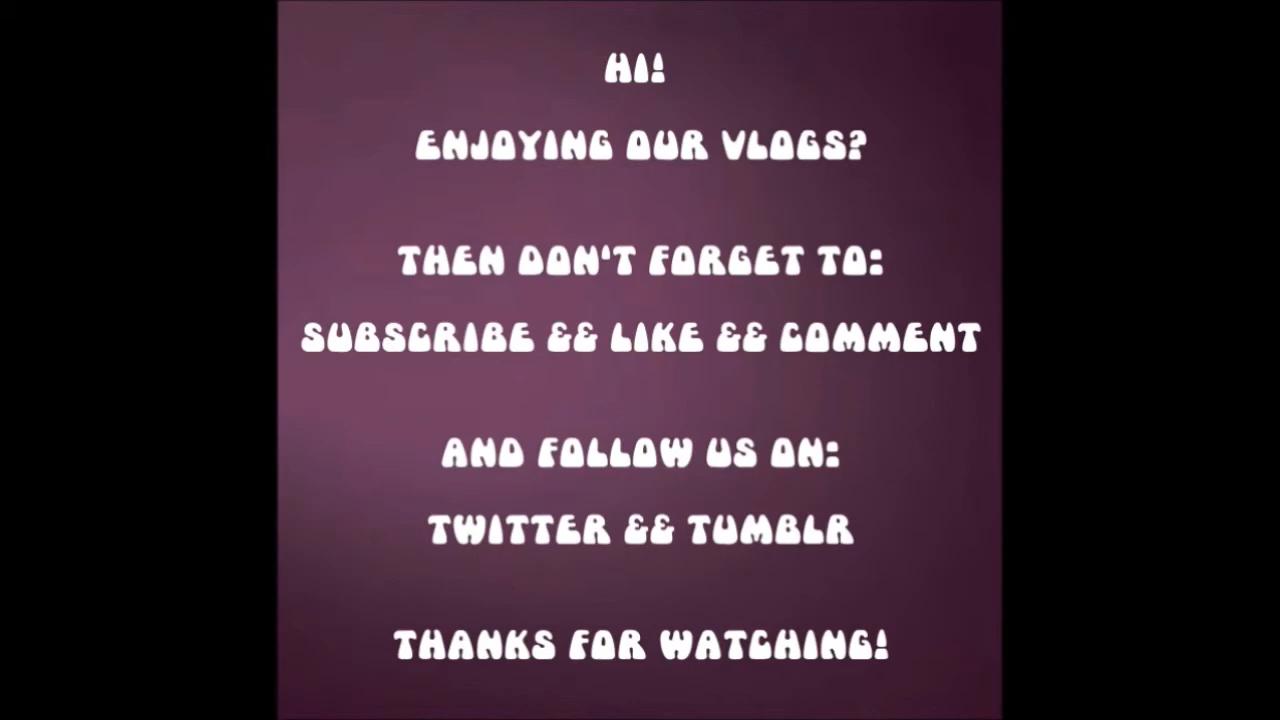 HI!
ENJOYING OUR VLOGS?
THEN DON'T FORGET TO:
SUBSCRIBE && LIKE && COMMENT
AND FOLLOW US ON:
TWITTER && TUMBLR
THANKS FOR WATCHING!